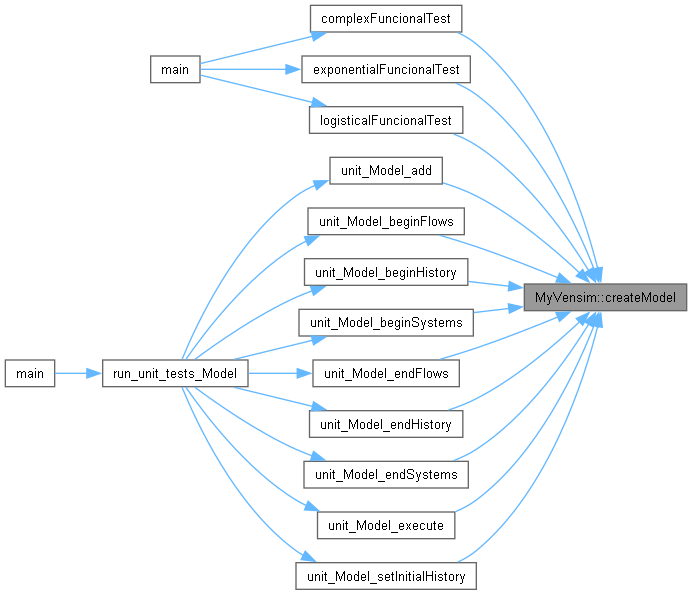 complexFuncionalTest
main
exponentialFuncionalTest
logisticalFuncionalTest
unit_Model_add
unit_Model_beginFlows
unit_Model_beginHistory
MyVensim::createModel
unit_Model_beginSystems
main
run_unit_tests_Model
unit_Model_endFlows
unit_Model_endHistory
unit_Model_endSystems
unit_Model_execute
unit_Model_setInitialHistory